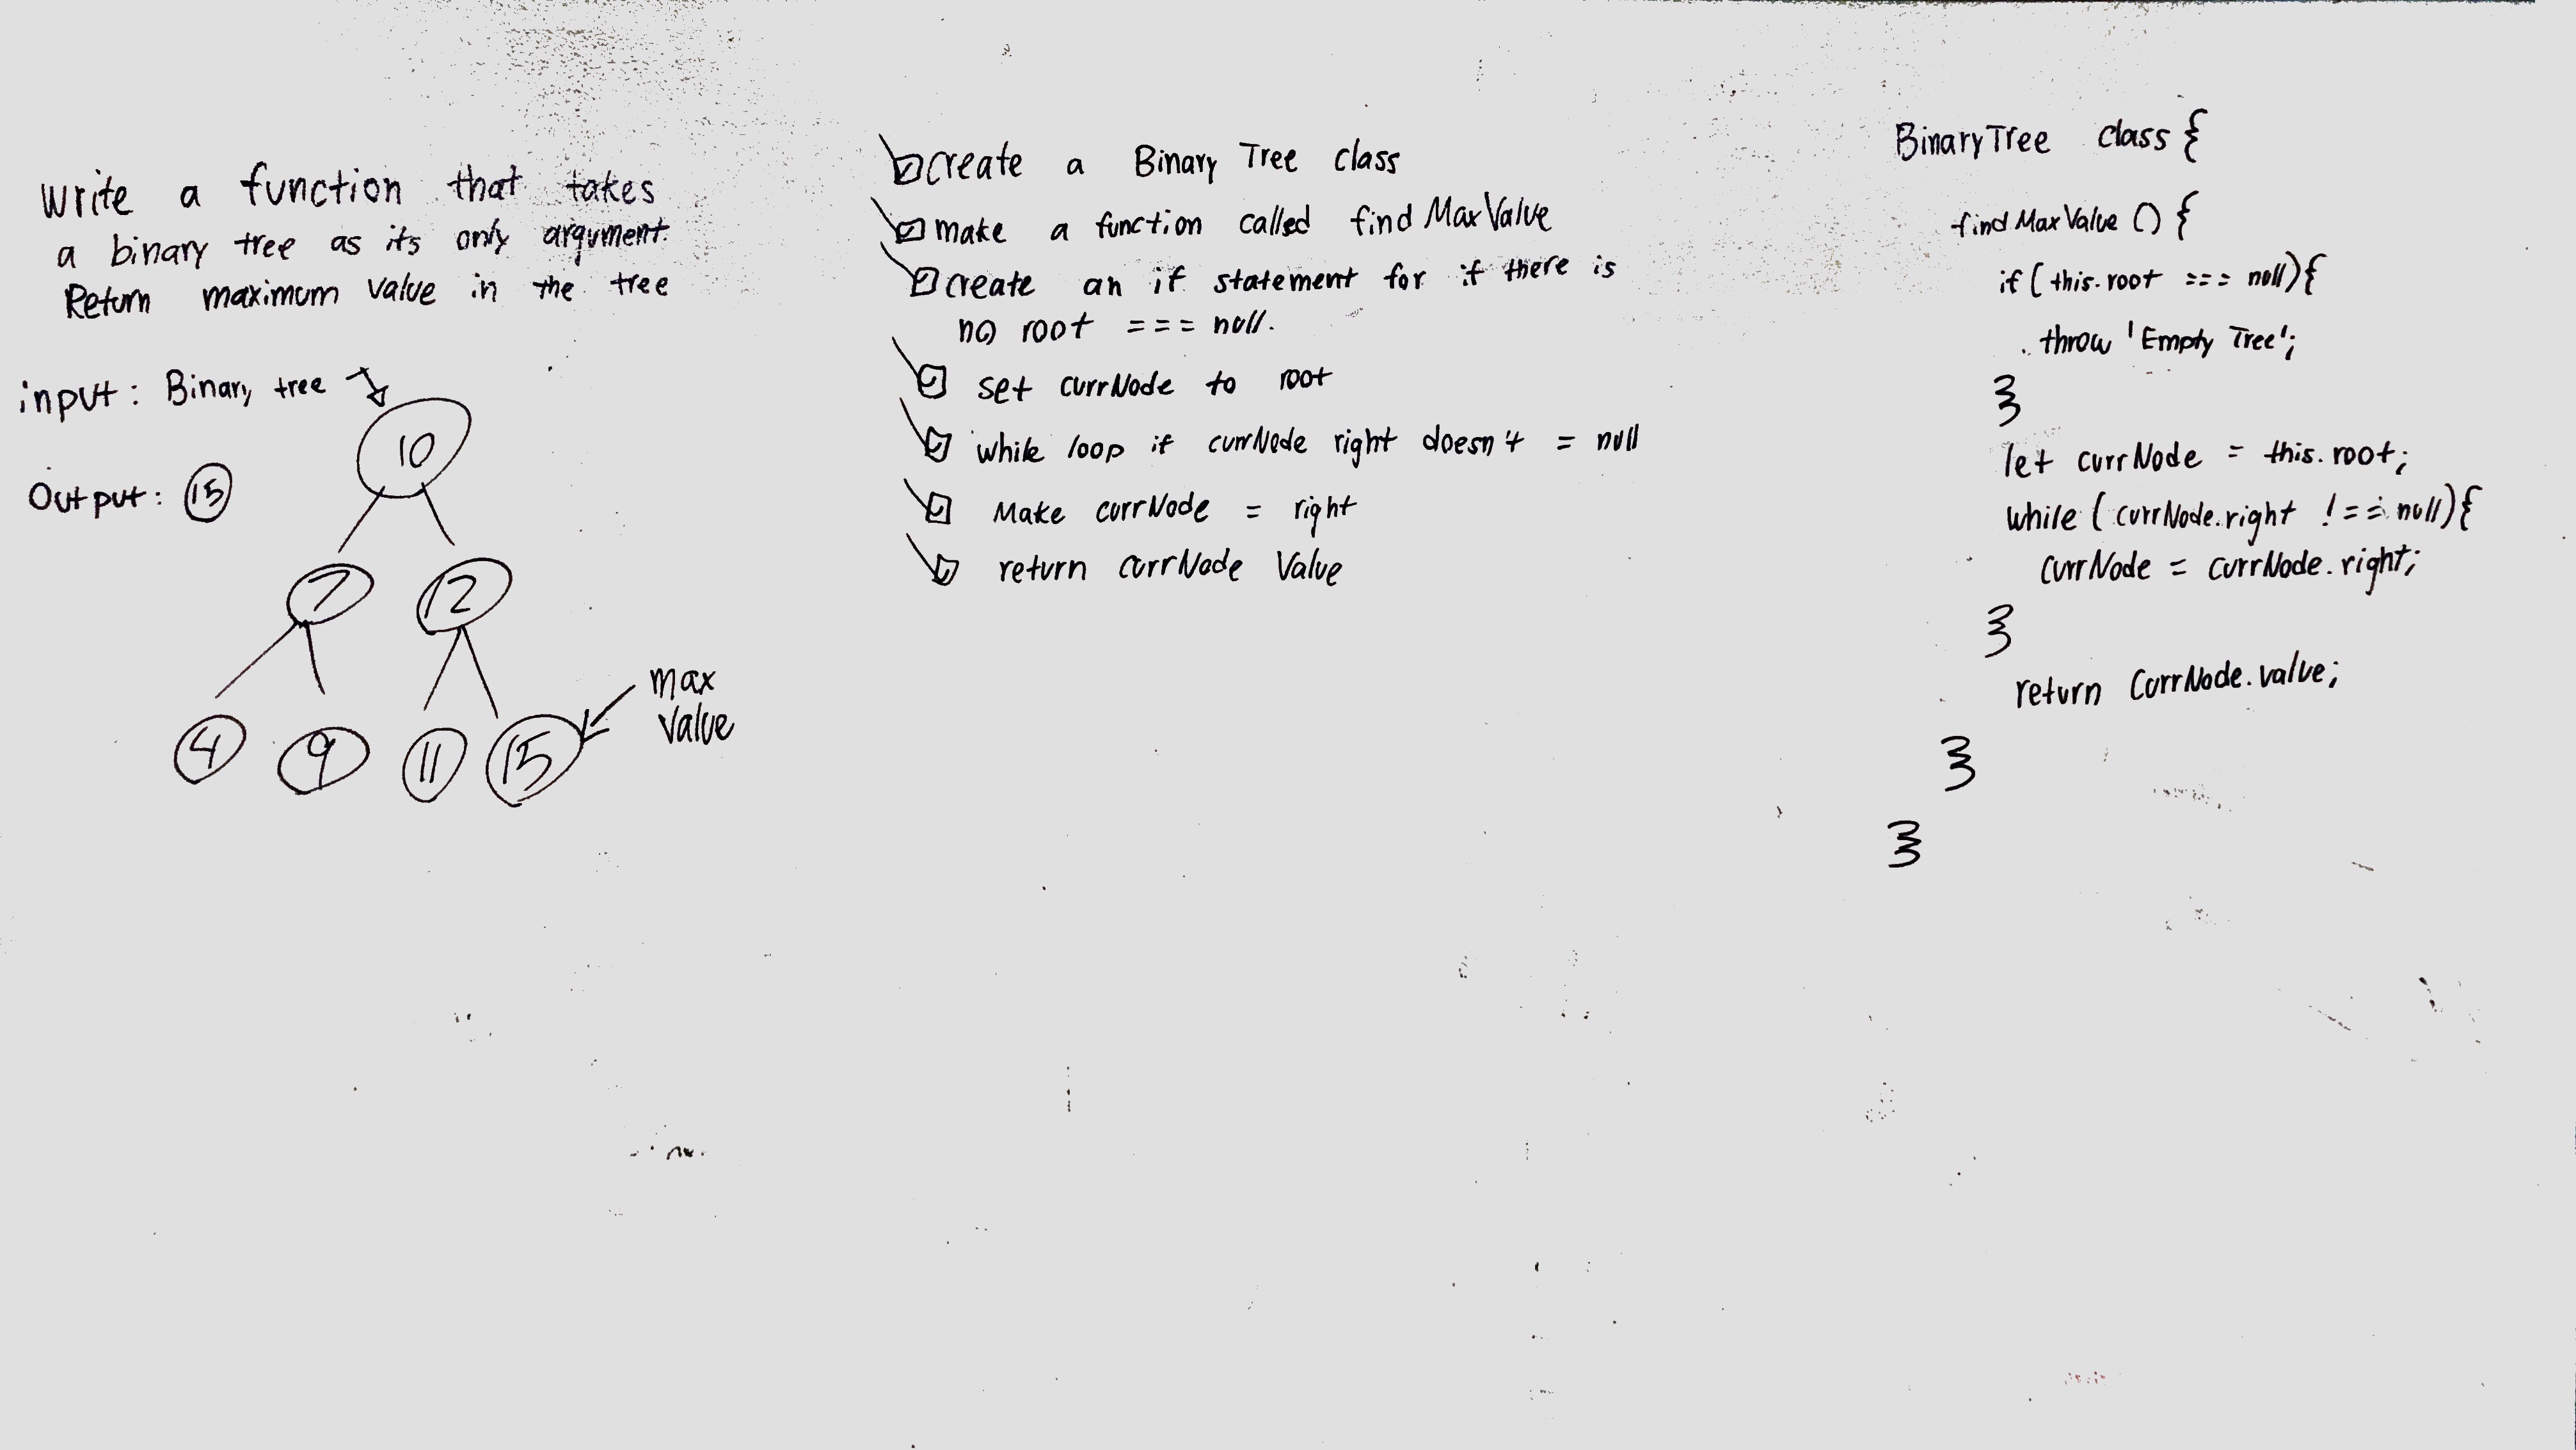 Write a function that takes
a binary tree as its only argument.
Return maximum value in the tree
input: Binary tree
10
Output: 15
7 12
max
value
4 9 11 15
create a Binary Tree class
make a function called find MaxValue
create an if statement for if there is
no root === null.
set currNode to root
while loop if currNode right doesn't = null
Make currNode = right
return currNode Value
BinaryTree class {
find MaxValue () {
if ( this.root === null) {
throw 'Empty Tree';
}
let currNode = this.root;
while ( currNode.right !== null) {
currNode = currNode.right;
}
return CurrNode.value;
}
}